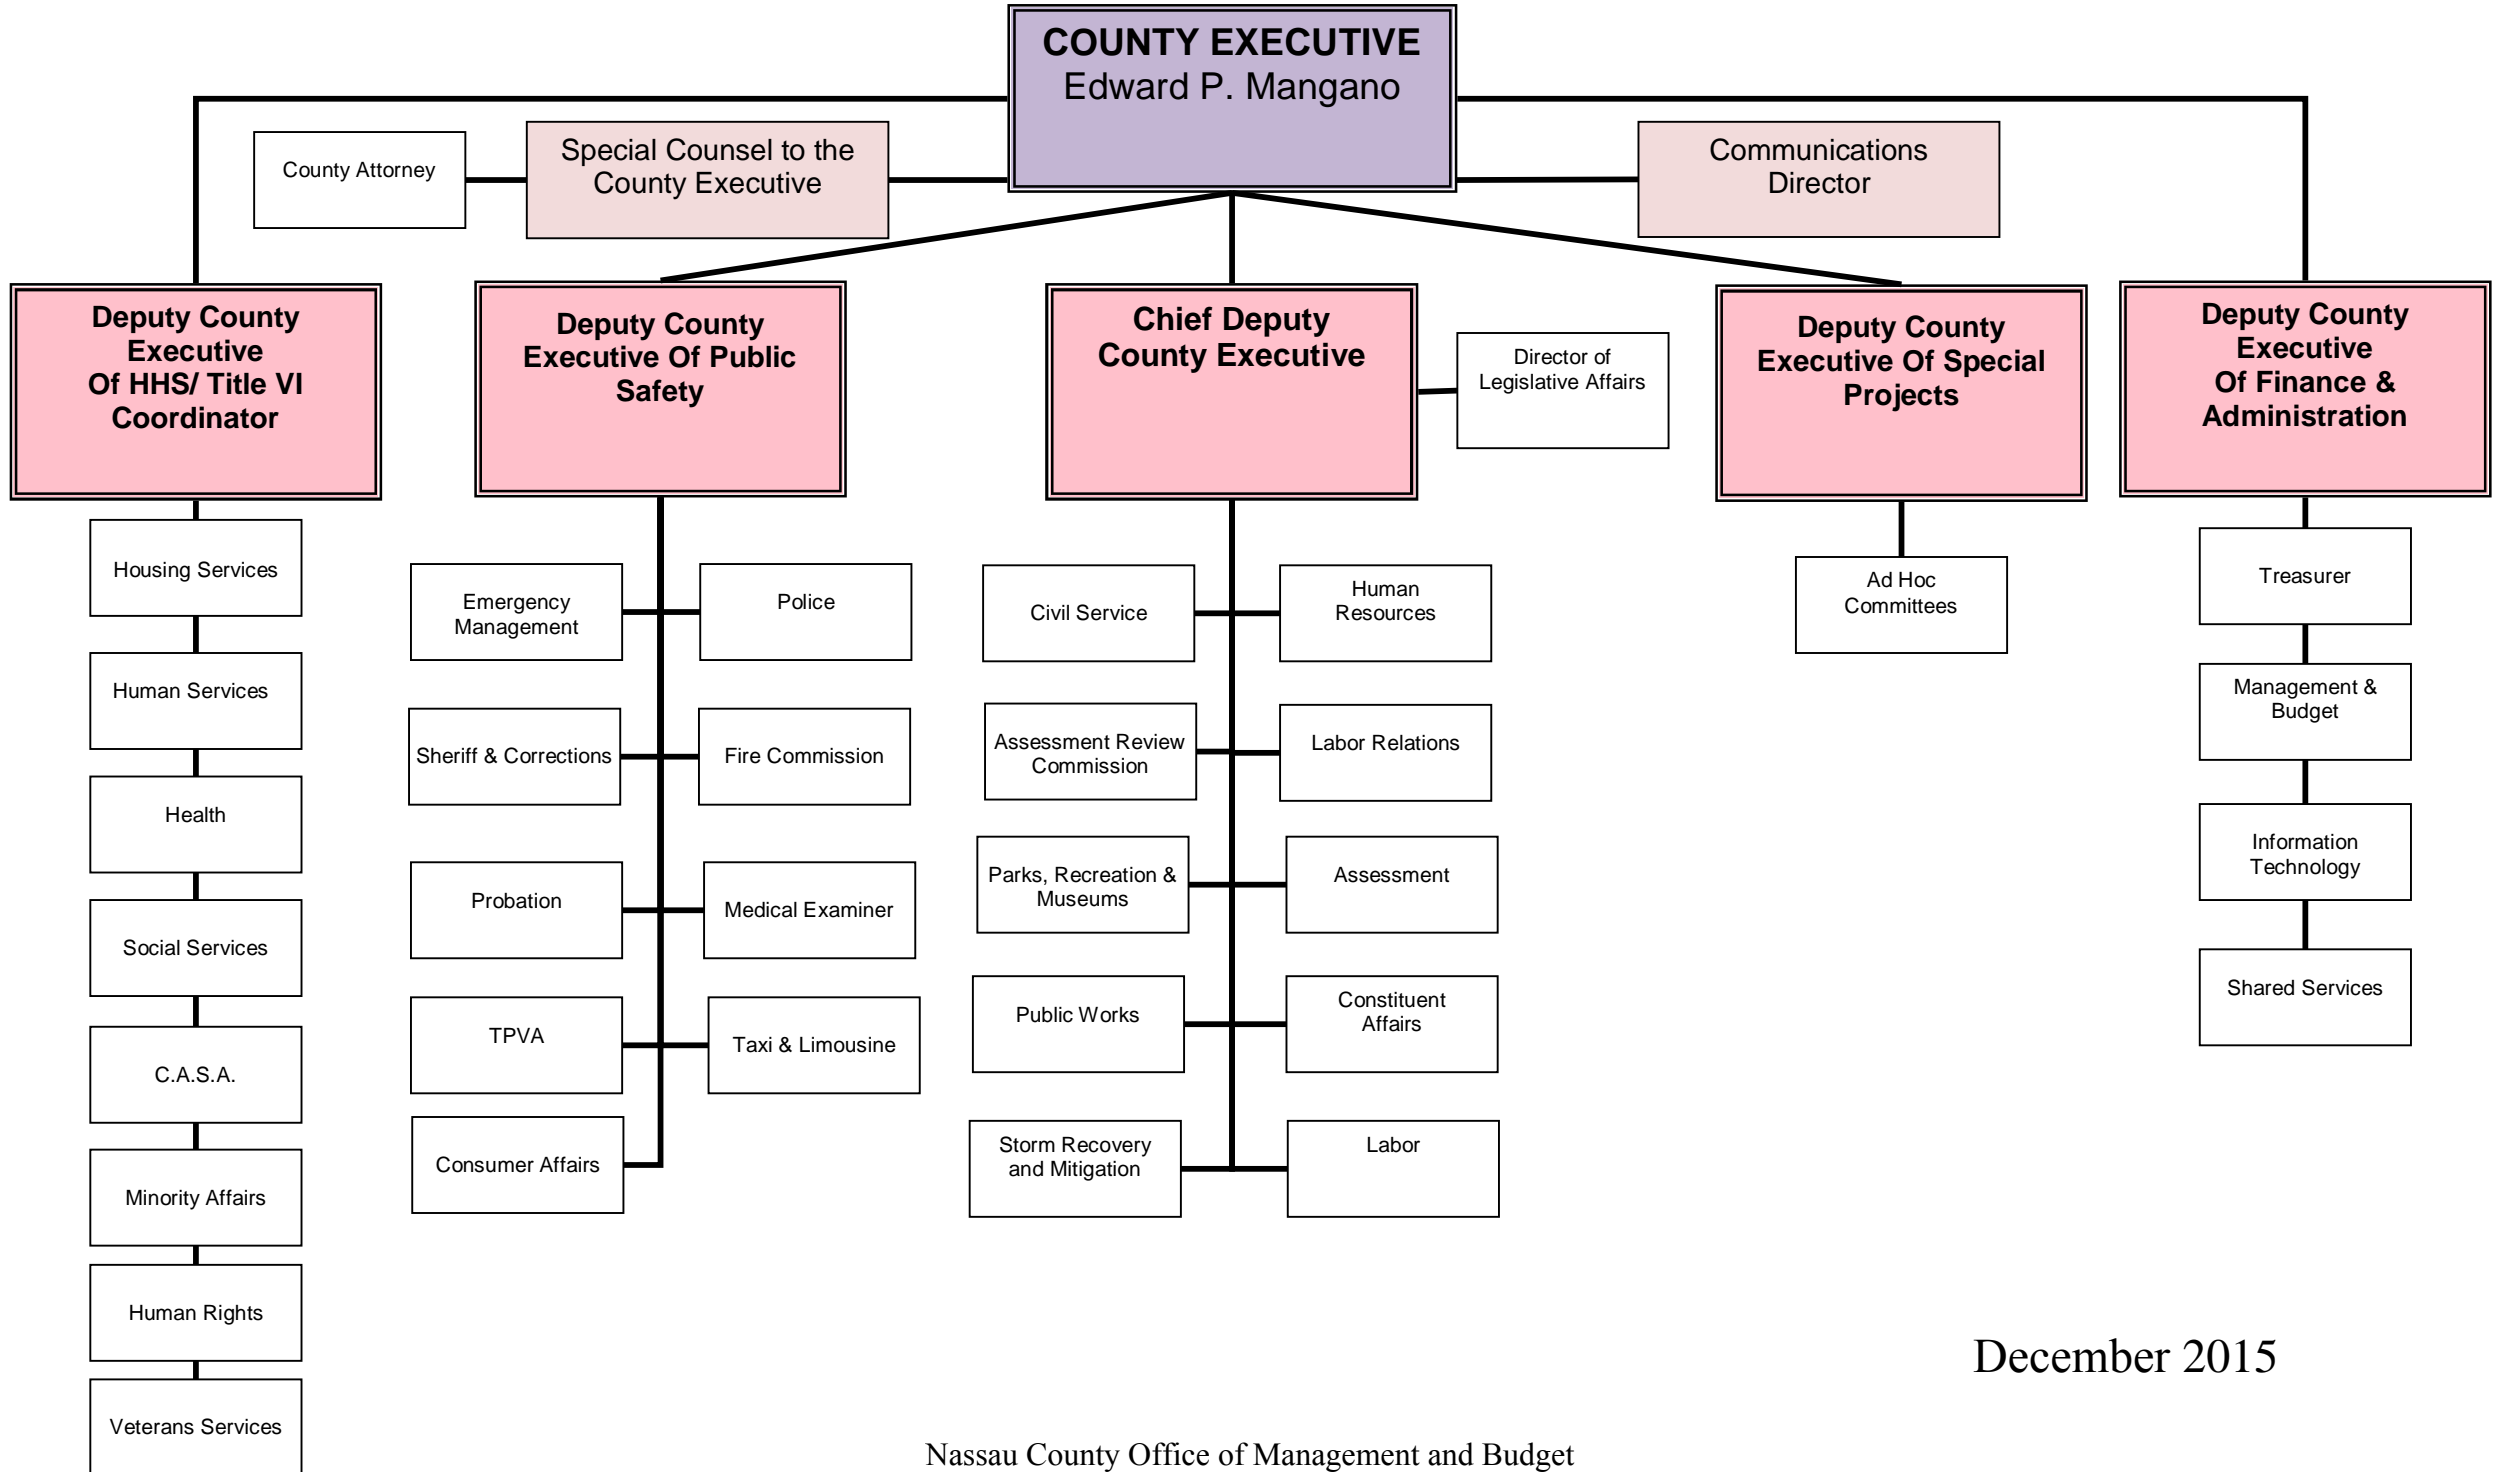 COUNTY EXECUTIVE
Edward P. Mangano
County Attorney
Special Counsel to the
County Executive
Communications
Director
Deputy County
Executive
Of HHS/ Title VI
Coordinator
Deputy County
Executive Of Public
Safety
Chief Deputy
County Executive
Director of
Legislative Affairs
Deputy County
Executive Of Special
Projects
Deputy County
Executive
Of Finance &
Administration
Housing Services
Human Services
Health
Social Services
C.A.S.A.
Minority Affairs
Human Rights
Veterans Services
Emergency
Management
Police
Sheriff & Corrections
Fire Commission
Probation
Medical Examiner
TPVA
Taxi & Limousine
Consumer Affairs
Civil Service
Human
Resources
Assessment Review
Commission
Labor Relations
Parks, Recreation &
Museums
Assessment
Public Works
Constituent
Affairs
Storm Recovery
and Mitigation
Labor
Ad Hoc
Committees
Treasurer
Management &
Budget
Information
Technology
Shared Services
December 2015
Nassau County Office of Management and Budget